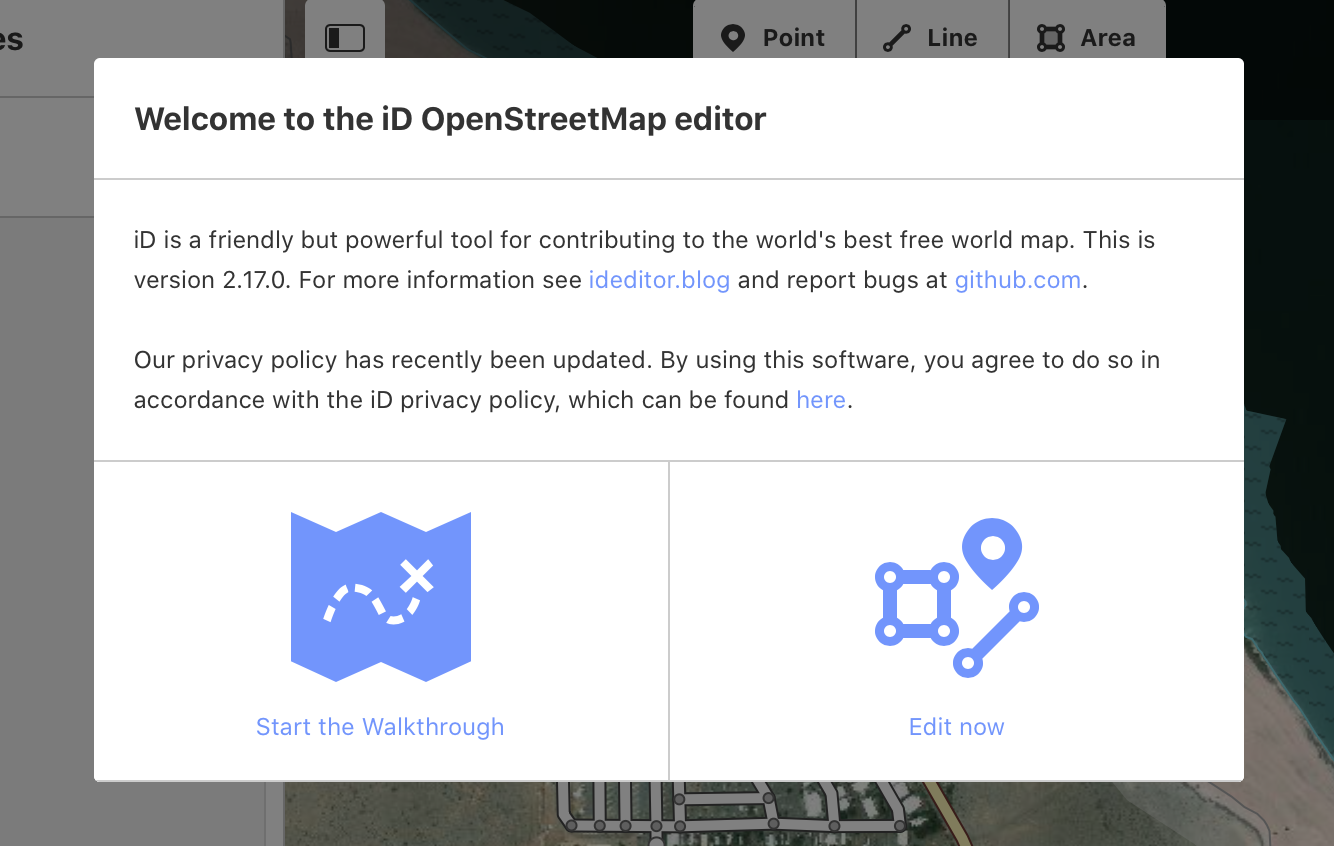 es
Point
Line
Area
Welcome to the iD OpenStreetMap editor
iD is a friendly but powerful tool for contributing to the world's best free world map. This is
version 2.17.0. For more information see ideditor.blog and report bugs at github.com.
Our privacy policy has recently been updated. By using this software, you agree to do so in
accordance with the iD privacy policy, which can be found here.
Start the Walkthrough
Edit now